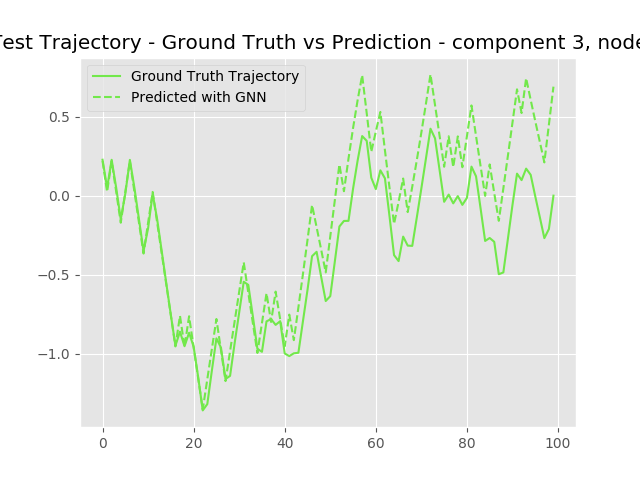 Test Trajectory - Ground Truth vs Prediction - component 3, node
Ground Truth Trajectory
Predicted with GNN
0.5
0.0
−0.5
−1.0
0 20 40 60 80 100